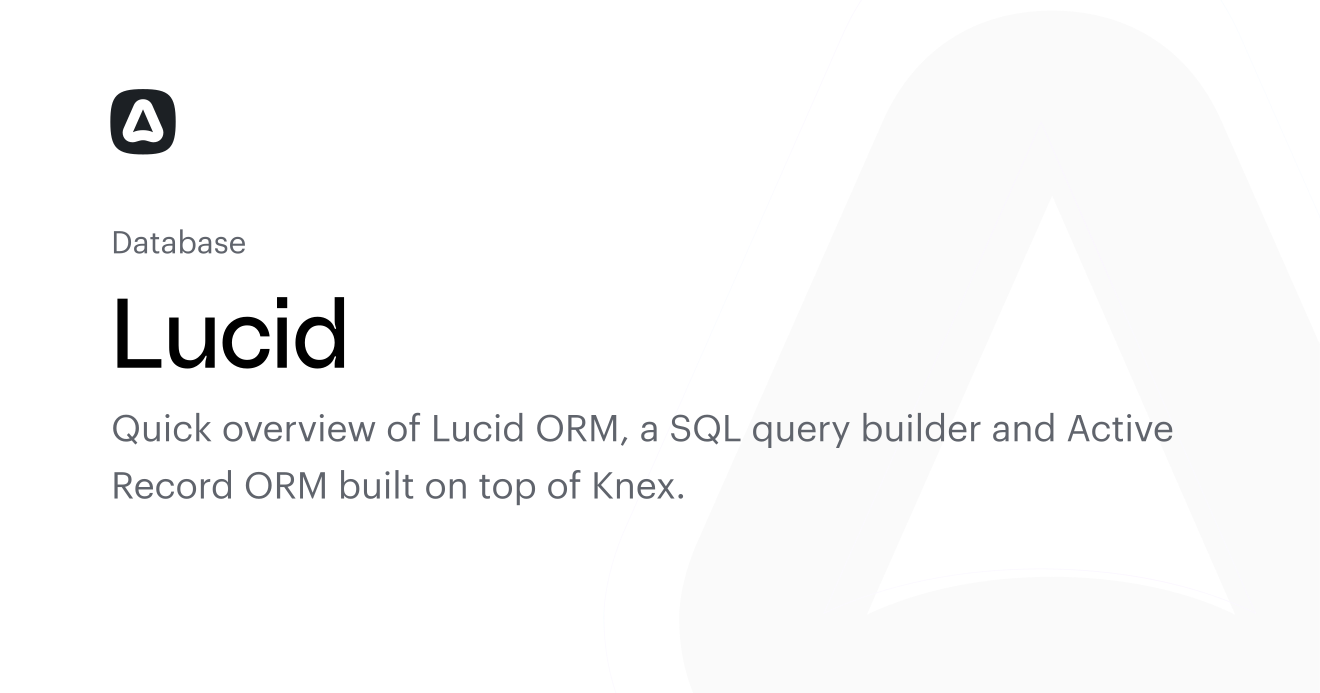 Database
Lucid
Quick overview of Lucid ORM, a SQL query builder and Active
Record ORM built on top of Knex.